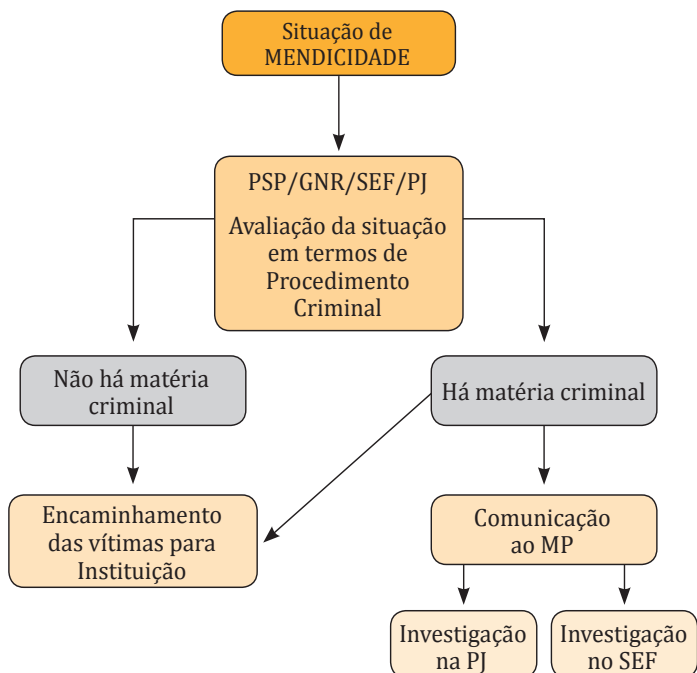 Situação de
MENDICIDADE
PSP/GNR/SEF/PJ
Avaliação da situação
em termos de
Procedimento
Criminal
Não há matéria
criminal
Há matéria criminal
Encaminhamento
das vítimas para
Instituição
Comunicação
ao MP
Investigação
na PJ
Investigação
no SEF